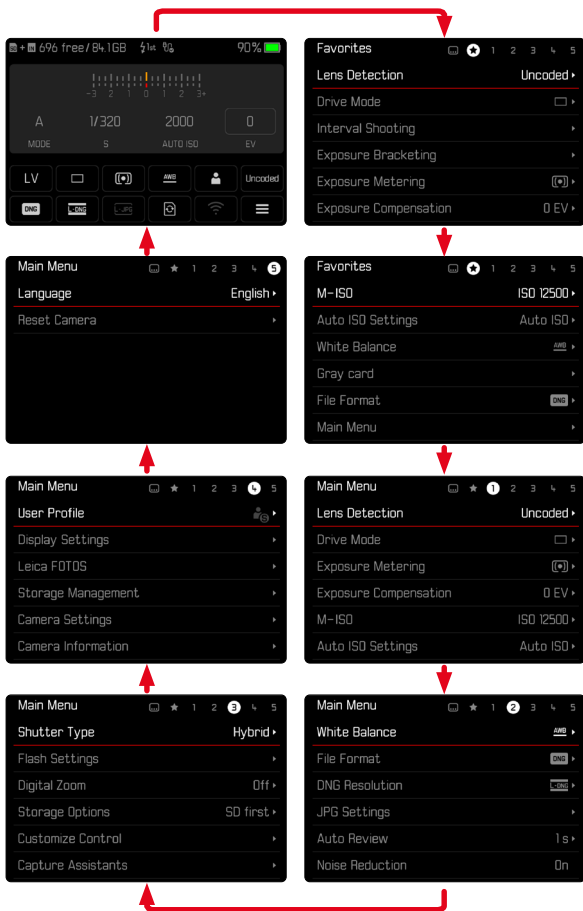 + 696 free/84.1GB 1st 90%
-3 2 1 0 1 2 3+
A 1/320 2000 0
MODE S AUTO ISO EV
LV AWB Uncoded
DNG L-DNG L-JPG
Favorites 1 2 3 4 5
Lens Detection Uncoded
Drive Mode
Interval Shooting
Exposure Bracketing
Exposure Metering
Exposure Compensation 0 EV
Main Menu 1 2 3 4 5
Language English
Reset Camera
Favorites 1 2 3 4 5
M-ISO ISO 12500
Auto ISO Settings Auto ISO
White Balance AWB
Gray card
File Format DNG
Main Menu
Main Menu 1 2 3 4 5
User Profile
Display Settings
Leica FOTOS
Storage Management
Camera Settings
Camera Information
Main Menu 1 2 3 4 5
Lens Detection Uncoded
Drive Mode
Exposure Metering
Exposure Compensation 0 EV
M-ISO ISO 12500
Auto ISO Settings Auto ISO
Main Menu 1 2 3 4 5
Shutter Type Hybrid
Flash Settings
Digital Zoom Off
Storage Options SD first
Customize Control
Capture Assistants
Main Menu 1 2 3 4 5
White Balance AWB
File Format DNG
DNG Resolution L-DNG
JPG Settings
Auto Review 1 s
Noise Reduction On